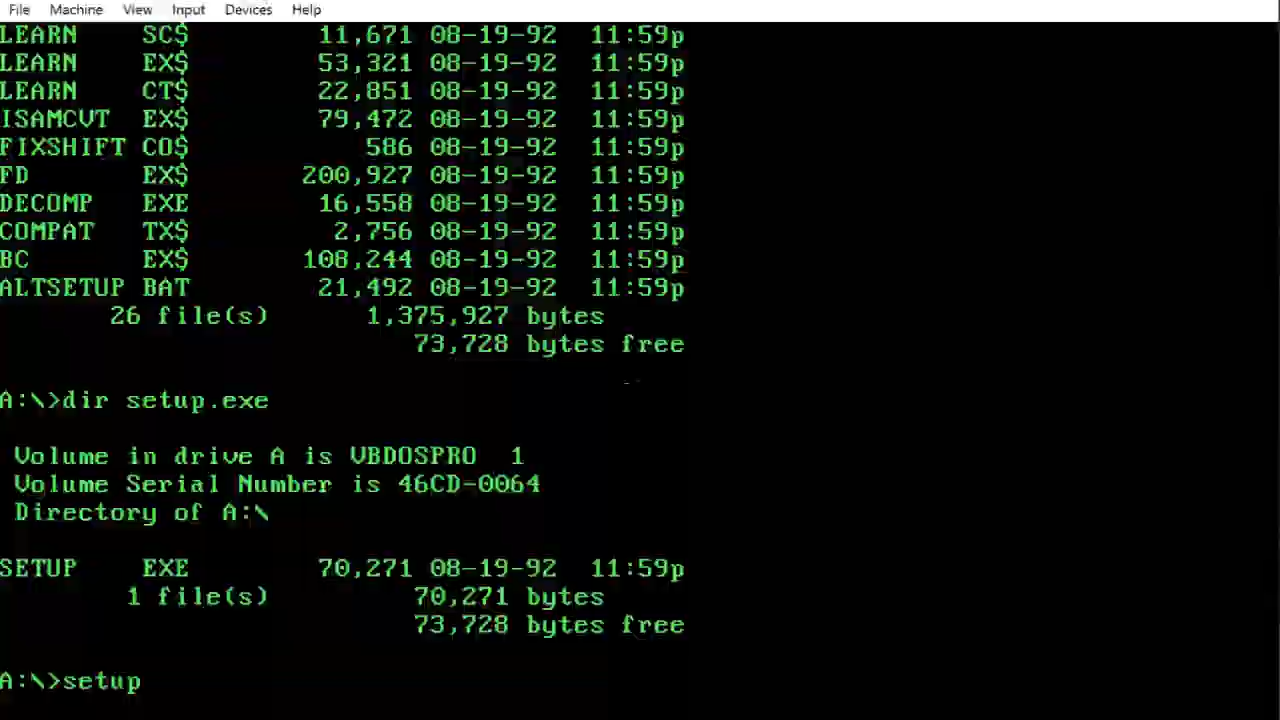 File Machine View Input Devices Help
LEARN SC$ 11,671 08-19-92 11:59p
LEARN EX$ 53,321 08-19-92 11:59p
LEARN CT$ 22,851 08-19-92 11:59p
ISAMCVT EX$ 79,472 08-19-92 11:59p
FIXSHIFT CO$ 586 08-19-92 11:59p
FD EX$ 200,927 08-19-92 11:59p
DECOMP EXE 16,558 08-19-92 11:59p
COMPAT TX$ 2,756 08-19-92 11:59p
BC EX$ 108,244 08-19-92 11:59p
ALTSETUP BAT 21,492 08-19-92 11:59p
26 file(s) 1,375,927 bytes
73,728 bytes free
A:\>dir setup.exe
Volume in drive A is VBDOSPRO 1
Volume Serial Number is 46CD-0064
Directory of A:\
SETUP EXE 70,271 08-19-92 11:59p
1 file(s) 70,271 bytes
73,728 bytes free
A:\>setup